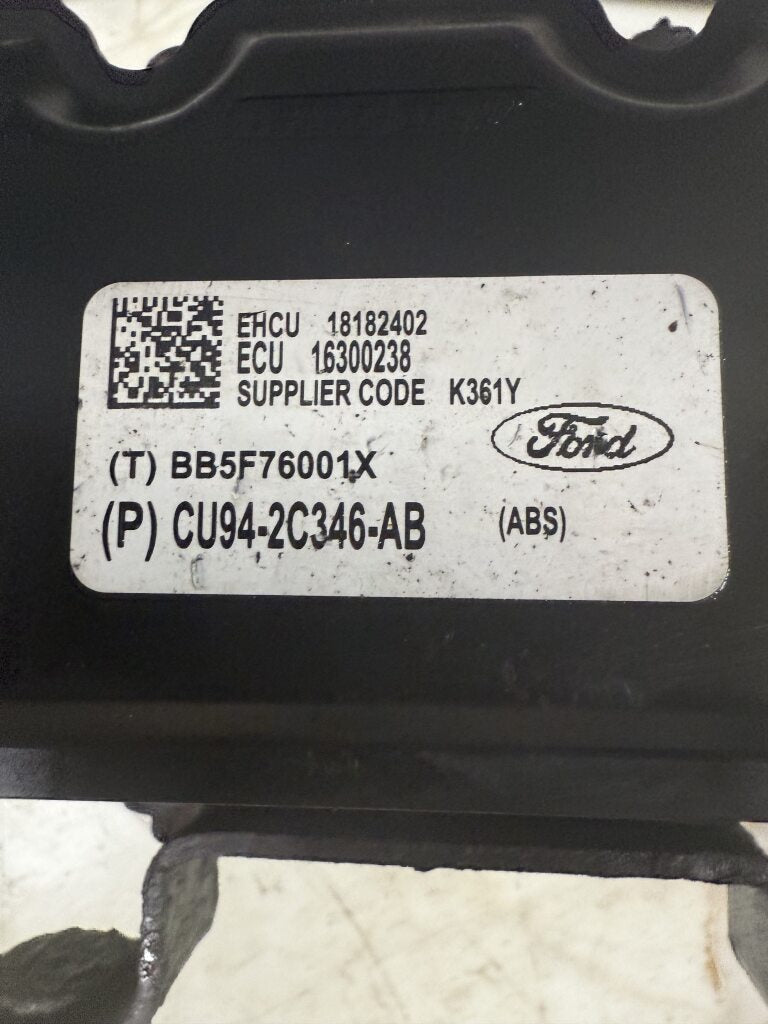 EHCU 18182402
ECU 16300238
SUPPLIER CODE K361Y
Ford
(T) BB5F76001X
(P) CU94-2C346-AB (ABS)